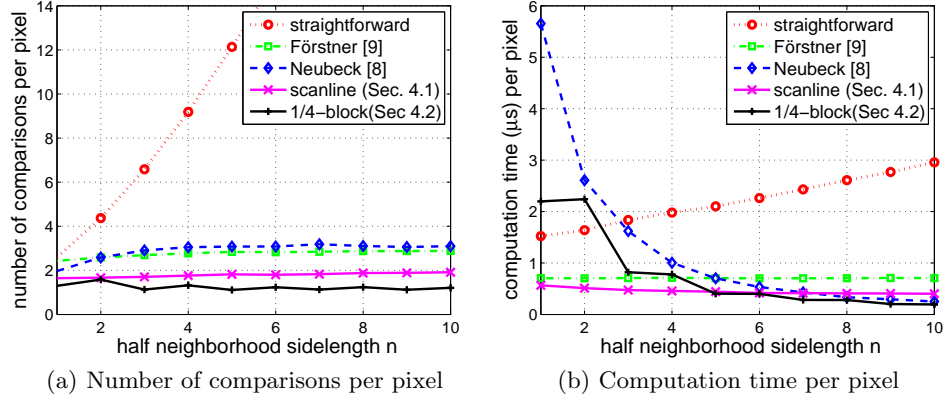 number of comparisons per pixel
14
12
10
8
6
4
2
0
2
4
6
8
10
half neighborhood sidelength n
straightforward
Förstner [9]
Neubeck [8]
scanline (Sec. 4.1)
1/4−block(Sec 4.2)
(a) Number of comparisons per pixel
computation time (μs) per pixel
6
5
4
3
2
1
0
2
4
6
8
10
half neighborhood sidelength n
straightforward
Förstner [9]
Neubeck [8]
scanline (Sec. 4.1)
1/4−block(Sec 4.2)
(b) Computation time per pixel